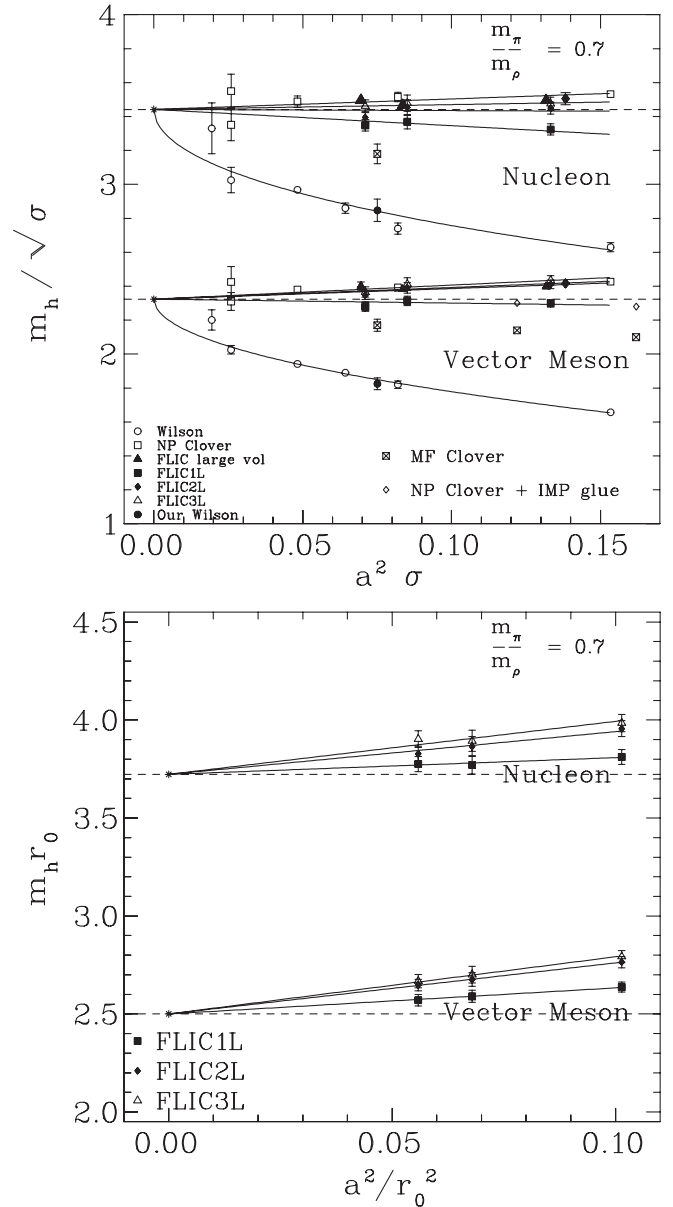 4
m_π/m_ρ = 0.7
Nucleon
3
m_h / √ σ
Vector Meson
2
Wilson
NP Clover
FLIC large vol
FLIC1L
FLIC2L
FLIC3L
Our Wilson
MF Clover
NP Clover + IMP glue
1
0.00 0.05 0.10 0.15
a² σ
4.5
m_π/m_ρ = 0.7
4.0
Nucleon
3.5
m_h r_0
3.0
2.5
Vector Meson
FLIC1L
FLIC2L
FLIC3L
2.0
0.00 0.05 0.10
a²/r_0²